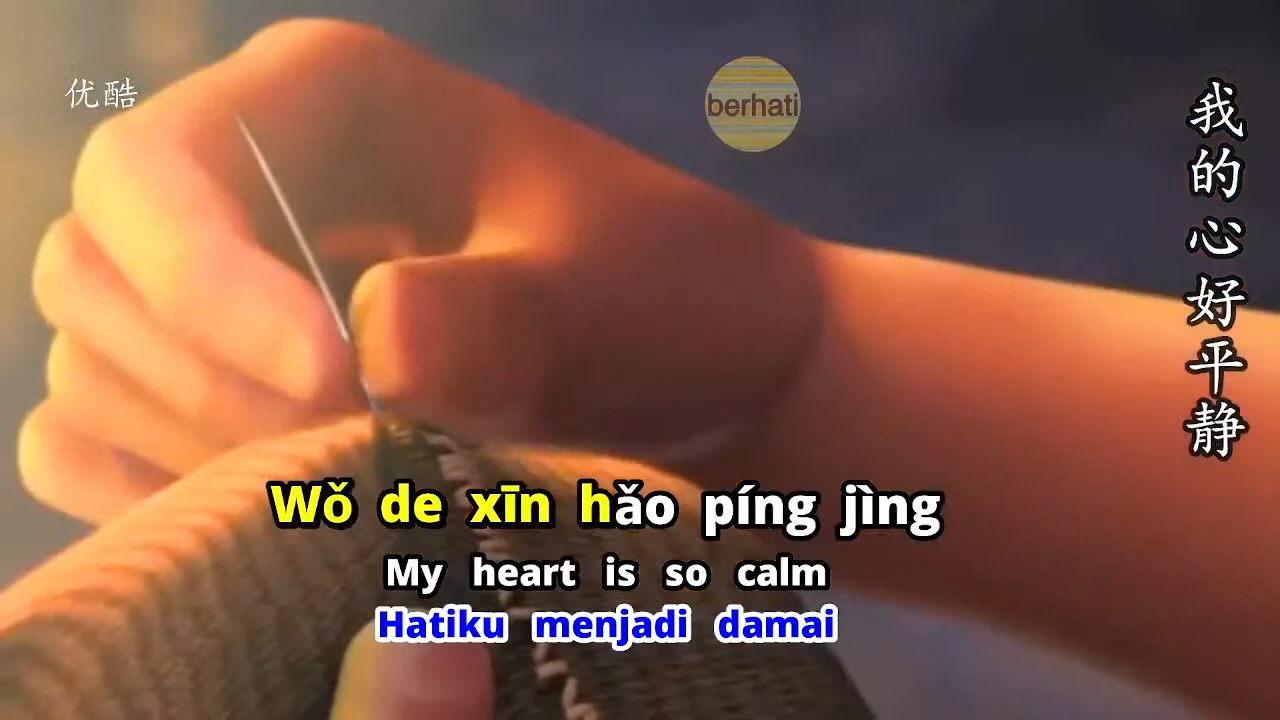 优酷
berhati
我的心好平静
Wǒ de xīn hǎo píng jìng
My heart is so calm
Hatiku menjadi damai